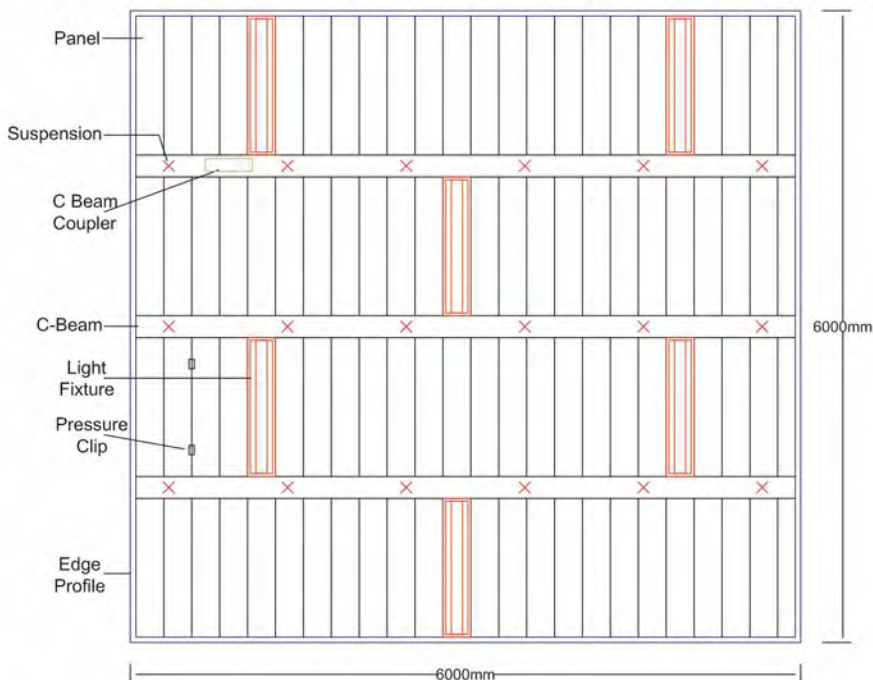 Panel
Suspension
C Beam
Coupler
C-Beam
6000mm
Light
Fixture
Pressure
Clip
Edge
Profile
6000mm